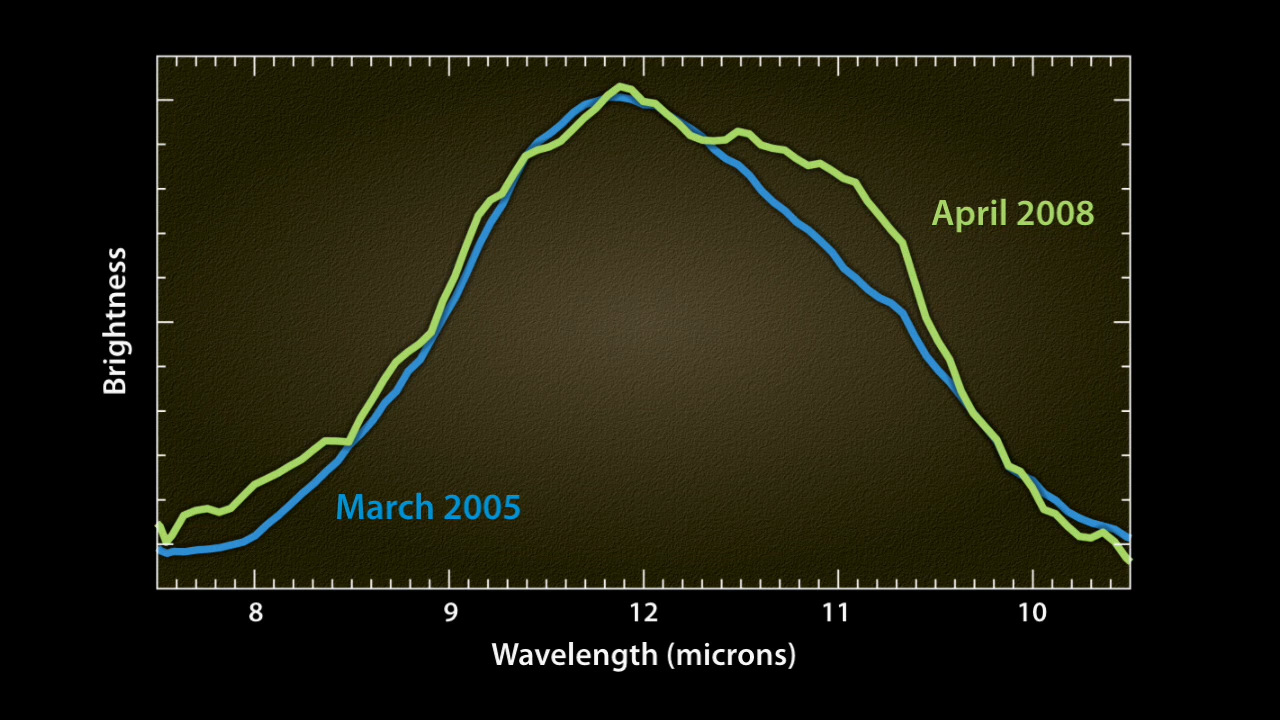 April 2008
Brightness
March 2005
8 9 12 11 10
Wavelength (microns)